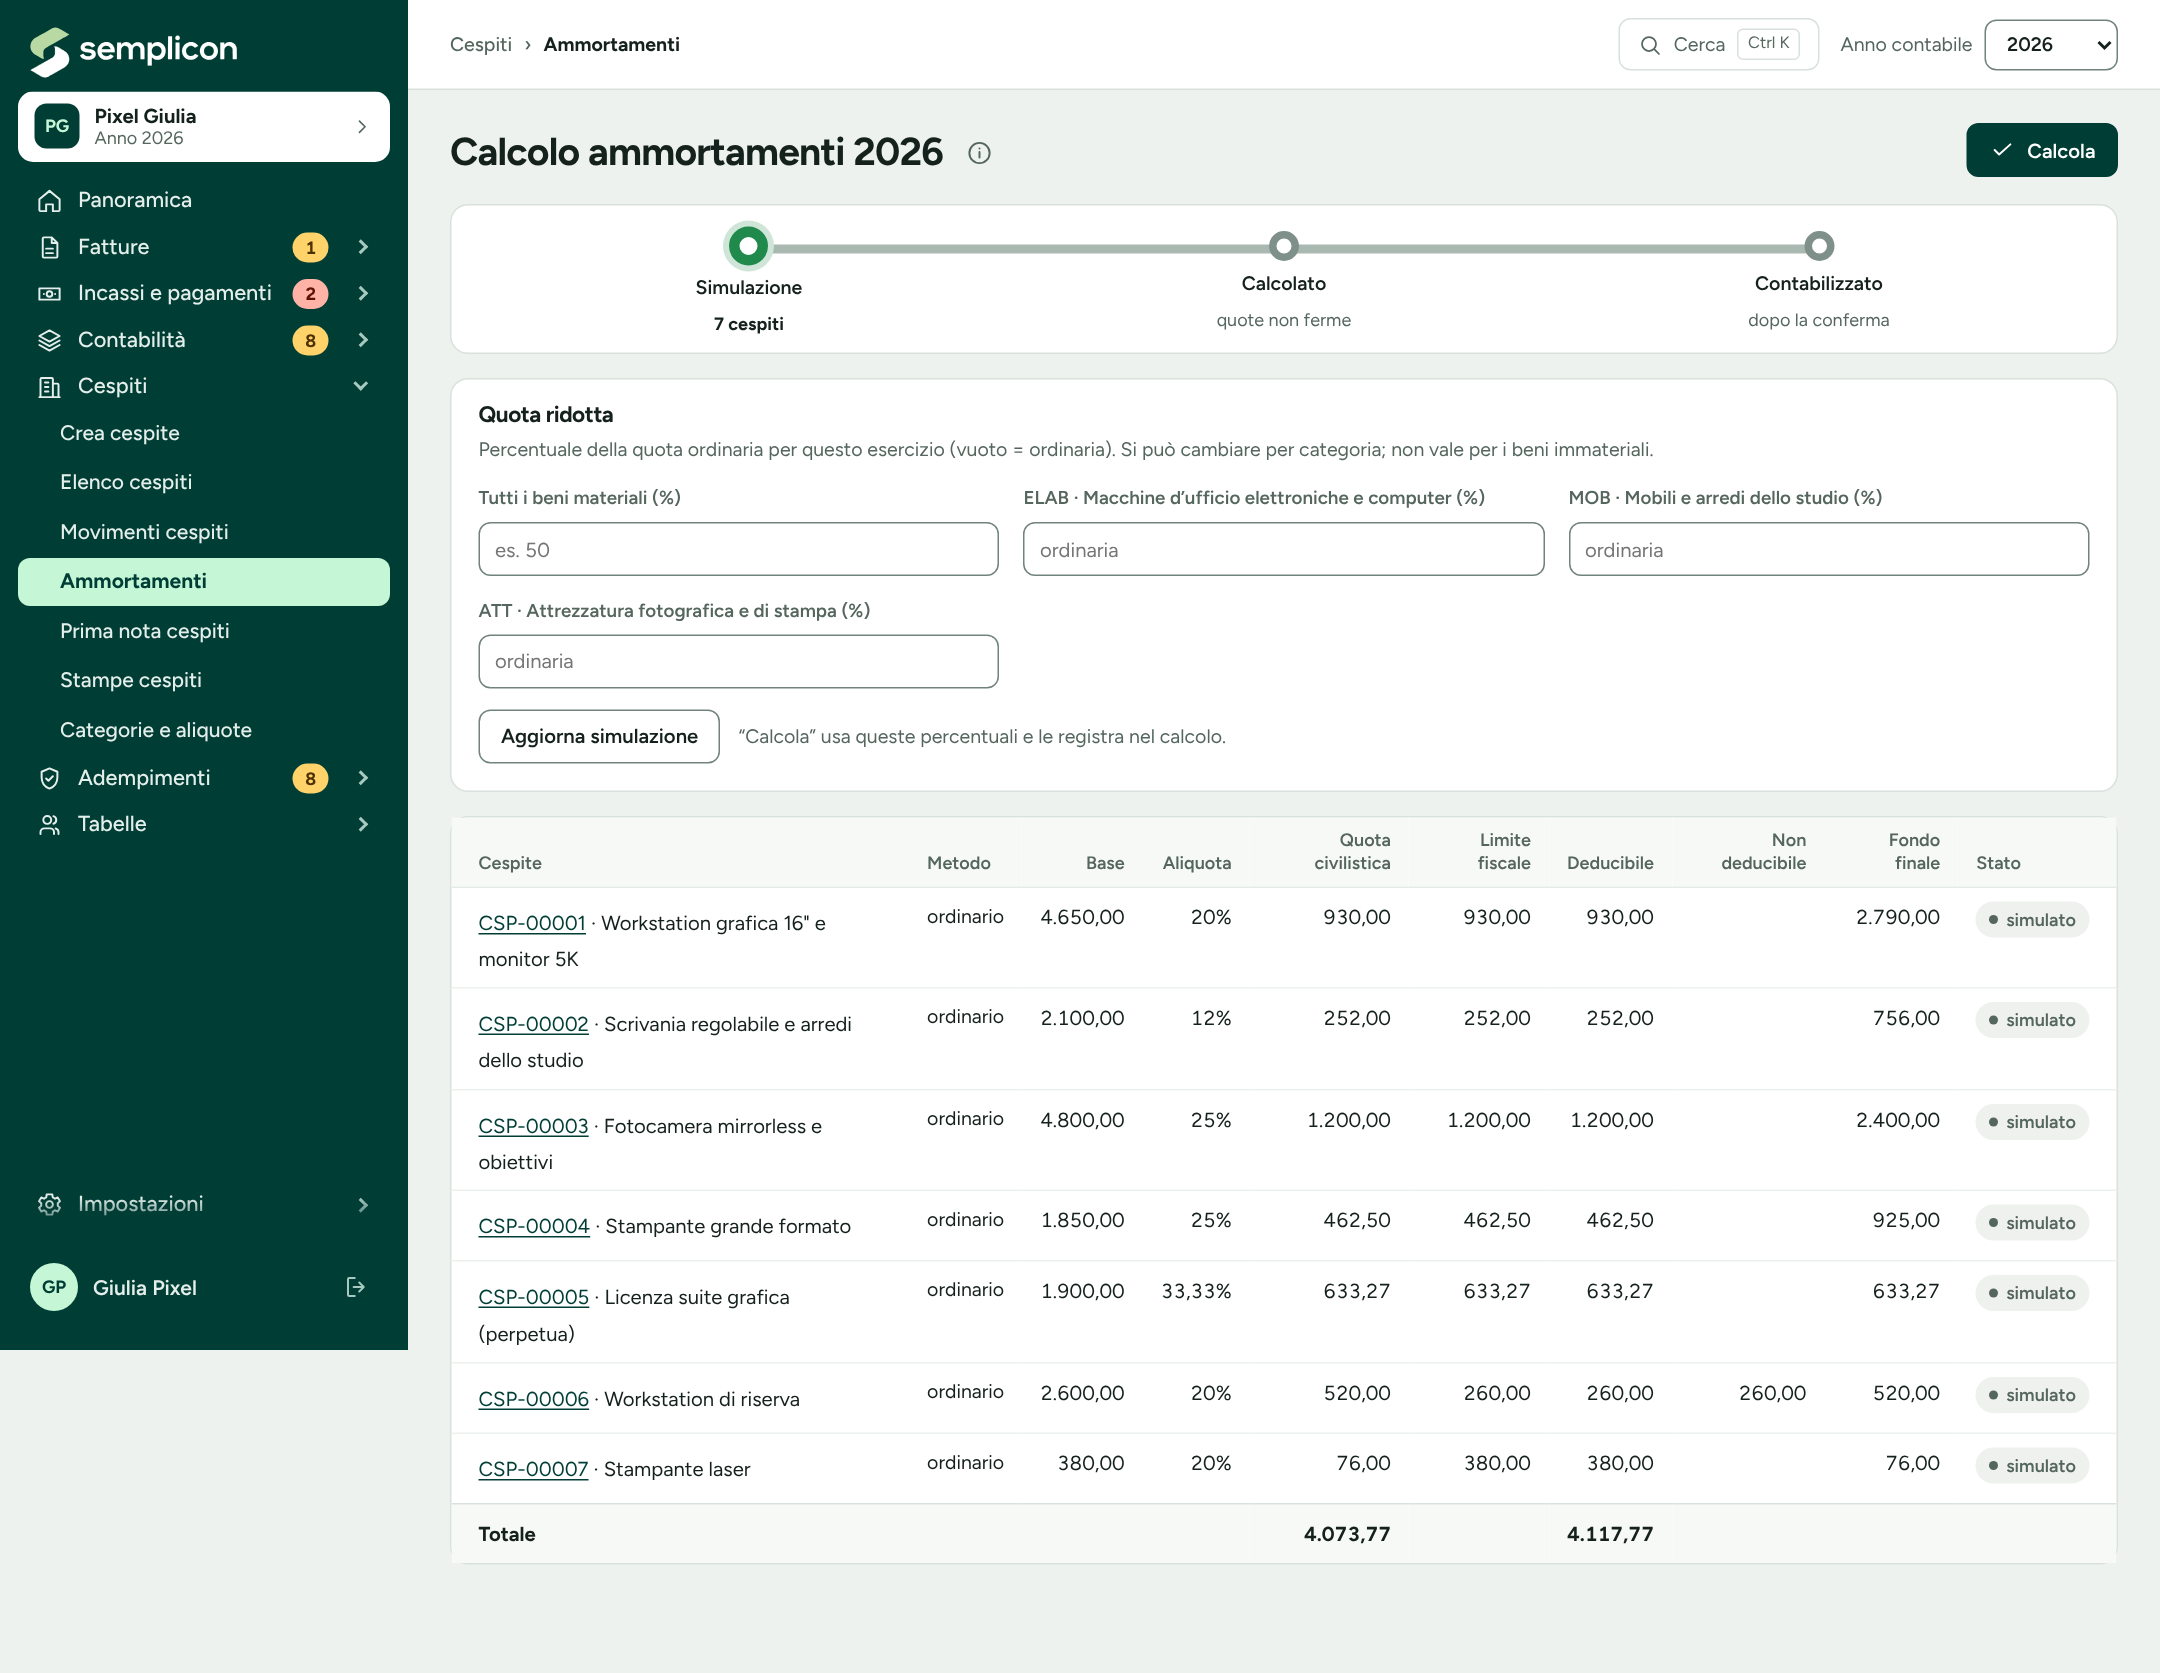 semplicon
PG
Pixel Giulia
Anno 2026
Panoramica
Fatture 1
Incassi e pagamenti 2
Contabilità 8
Cespiti
Crea cespite
Elenco cespiti
Movimenti cespiti
Ammortamenti
Prima nota cespiti
Stampe cespiti
Categorie e aliquote
Adempimenti 8
Tabelle
Impostazioni
GP Giulia Pixel
Cespiti › Ammortamenti
Cerca Ctrl K
Anno contabile 2026
Calcolo ammortamenti 2026
Calcola
Simulazione
7 cespiti
Calcolato
quote non ferme
Contabilizzato
dopo la conferma
Quota ridotta
Percentuale della quota ordinaria per questo esercizio (vuoto = ordinaria). Si può cambiare per categoria; non vale per i beni immateriali.
Tutti i beni materiali (%)
es. 50
ELAB · Macchine d’ufficio elettroniche e computer (%)
ordinaria
MOB · Mobili e arredi dello studio (%)
ordinaria
ATT · Attrezzatura fotografica e di stampa (%)
ordinaria
Aggiorna simulazione “Calcola” usa queste percentuali e le registra nel calcolo.
Cespite Metodo Base Aliquota Quota civilistica Limite fiscale Deducibile Non deducibile Fondo finale Stato
CSP-00001 · Workstation grafica 16" e ordinario 4.650,00 20% 930,00 930,00 930,00 2.790,00 simulato
monitor 5K
CSP-00002 · Scrivania regolabile e arredi ordinario 2.100,00 12% 252,00 252,00 252,00 756,00 simulato
dello studio
CSP-00003 · Fotocamera mirrorless e ordinario 4.800,00 25% 1.200,00 1.200,00 1.200,00 2.400,00 simulato
obiettivi
CSP-00004 · Stampante grande formato ordinario 1.850,00 25% 462,50 462,50 462,50 925,00 simulato
CSP-00005 · Licenza suite grafica ordinario 1.900,00 33,33% 633,27 633,27 633,27 633,27 simulato
(perpetua)
CSP-00006 · Workstation di riserva ordinario 2.600,00 20% 520,00 260,00 260,00 260,00 520,00 simulato
CSP-00007 · Stampante laser ordinario 380,00 20% 76,00 380,00 380,00 76,00 simulato
Totale 4.073,77 4.117,77